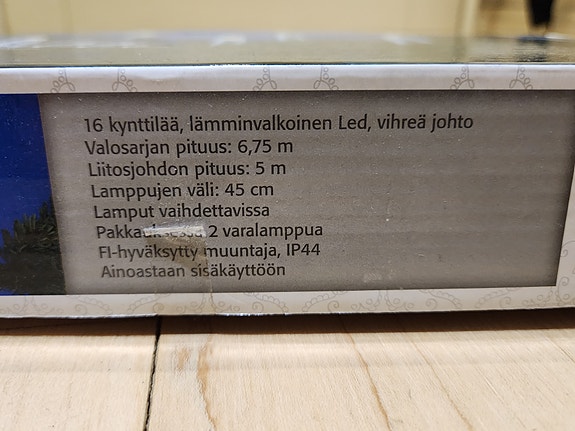 16 kynttilää, lämminvalkoinen Led, vihreä johto
Valosarjan pituus: 6,75 m
Liitosjohdon pituus: 5 m
Lamppujen väli: 45 cm
Lamput vaihdettavissa
Pakkauksessa 2 varalamppua
FI-hyväksytty muuntaja, IP44
Ainoastaan sisäkäyttöön